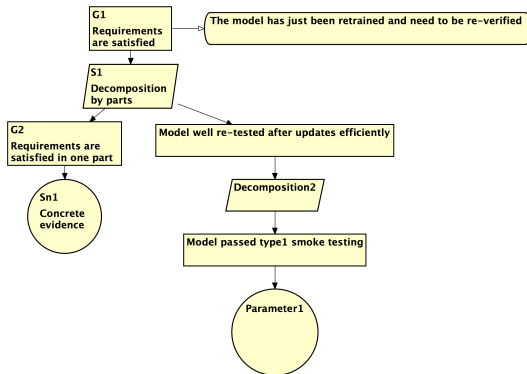 G1
Requirements
are satisfied
The model has just been retrained and need to be re-verified
S1
Decomposition
by parts
G2
Requirements are
satisfied in one part
Model well re-tested after updates efficiently
Sn1
Concrete
evidence
Decomposition2
Model passed type1 smoke testing
Parameter1